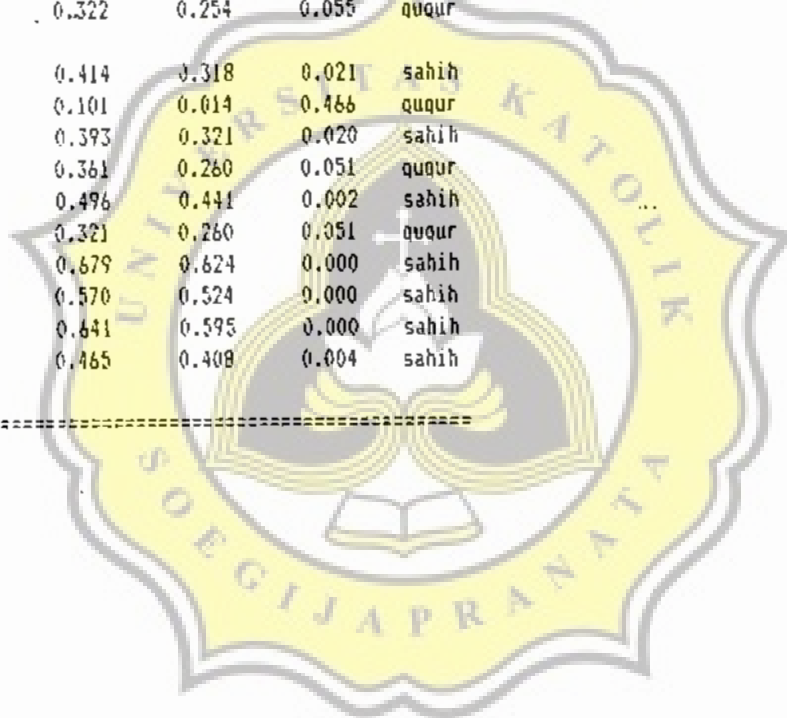 0.322 0.254 0.055 guqur
0.414 0.318 0.021 sahih
0.101 0.014 0.466 guqur
0.393 0.321 0.020 sahih
0.361 0.260 0.051 guqur
0.496 0.441 0.002 sahih
0.321 0.260 0.051 guqur
0.679 0.624 0.000 sahih
0.570 0.524 0.000 sahih
0.641 0.595 0.000 sahih
0.465 0.408 0.004 sahih
UNIVERSITAS KATOLIK
SOEGIJAPRANATA